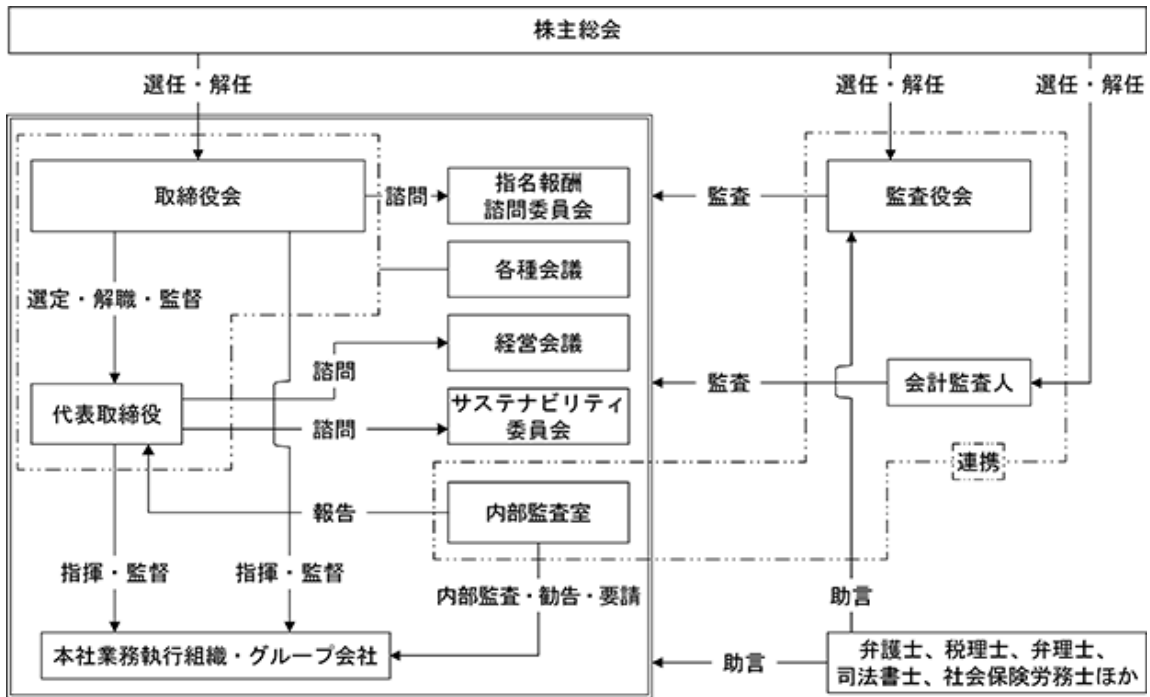 株主総会
選任・解任
選任・解任
選任・解任
取締役会
諮問
指名報酬
諮問委員会
監査
監査役会
各種会議
選定・解職・監督
経営会議
諮問
代表取締役
サステナビリティ
委員会
諮問
監査
会計監査人
連携
報告
内部監査室
指揮・監督
指揮・監督
内部監査・勧告・要請
助言
本社業務執行組織・グループ会社
助言
弁護士、税理士、弁理士、
司法書士、社会保険労務士ほか